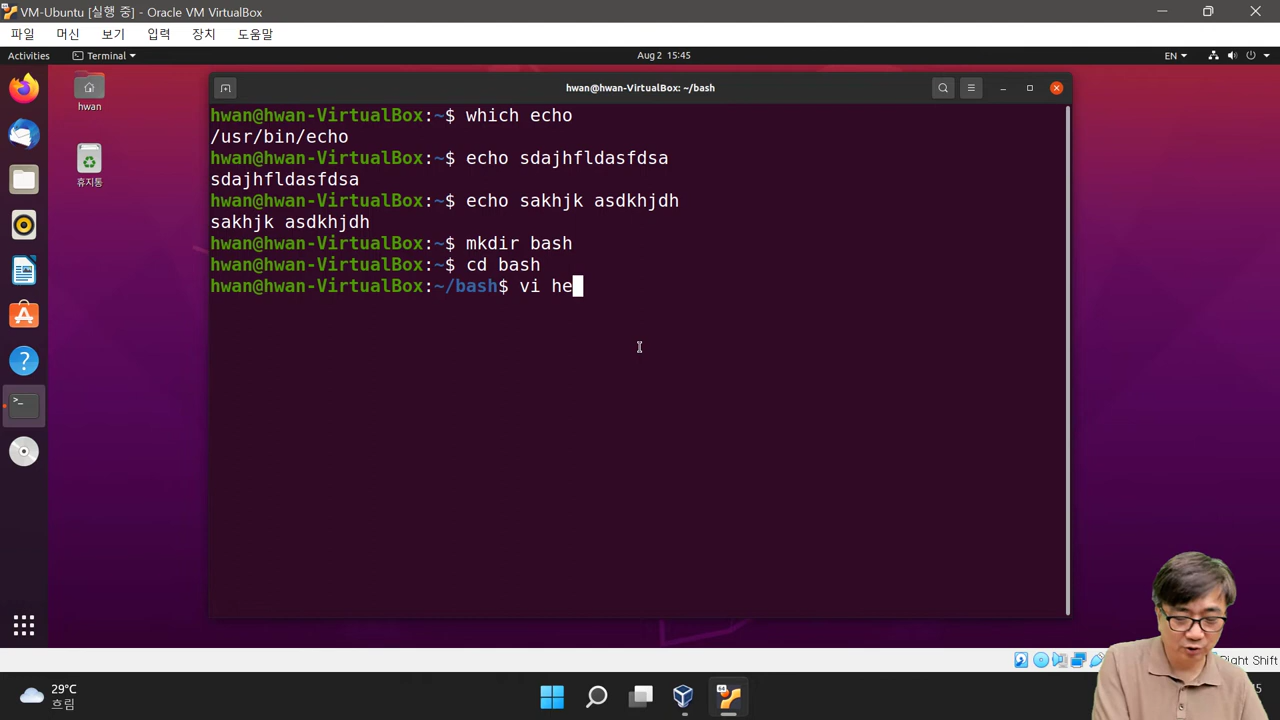 VM-Ubuntu [실행 중] - Oracle VM VirtualBox
파일 머신 보기 입력 장치 도움말
Activities Terminal Aug 2 15:45 EN
hwan
휴지통
hwan@hwan-VirtualBox: ~/bash
hwan@hwan-VirtualBox:~$ which echo
/usr/bin/echo
hwan@hwan-VirtualBox:~$ echo sdajhfldasfdsa
sdajhfldasfdsa
hwan@hwan-VirtualBox:~$ echo sakhjk asdkhjdh
sakhjk asdkhjdh
hwan@hwan-VirtualBox:~$ mkdir bash
hwan@hwan-VirtualBox:~$ cd bash
hwan@hwan-VirtualBox:~/bash$ vi he
Right Shift
29°C
흐림